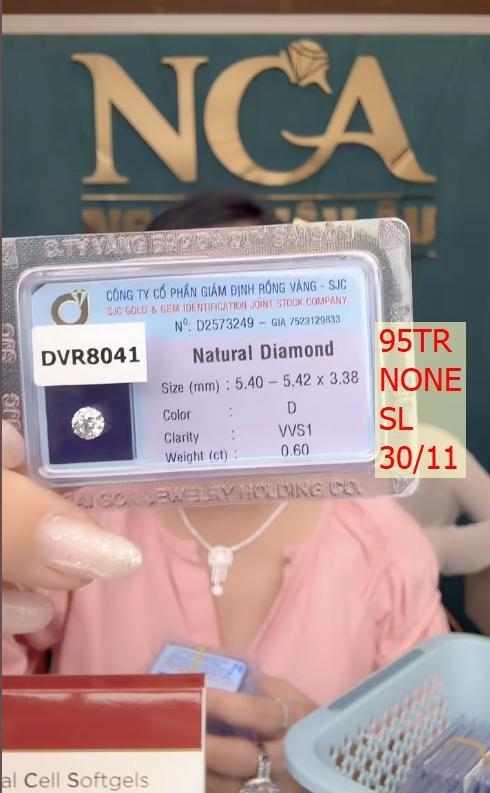 NCA
CÔNG TY CỔ PHẦN GIÁM ĐỊNH RỒNG VÀNG - SJC
SJC GOLD & GEM IDENTIFICATION JOINT STOCK COMPANY
Nº: D2573249 – GIA 7523129833
DVR8041
Natural Diamond
Size (mm) : 5.40 – 5.42 x 3.38
Color : D
Clarity : VVS1
Weight (ct) : 0.60
95TR
NONE
SL
30/11
SAI GON JEWELRY HOLDING CO.
al Cell Softgels